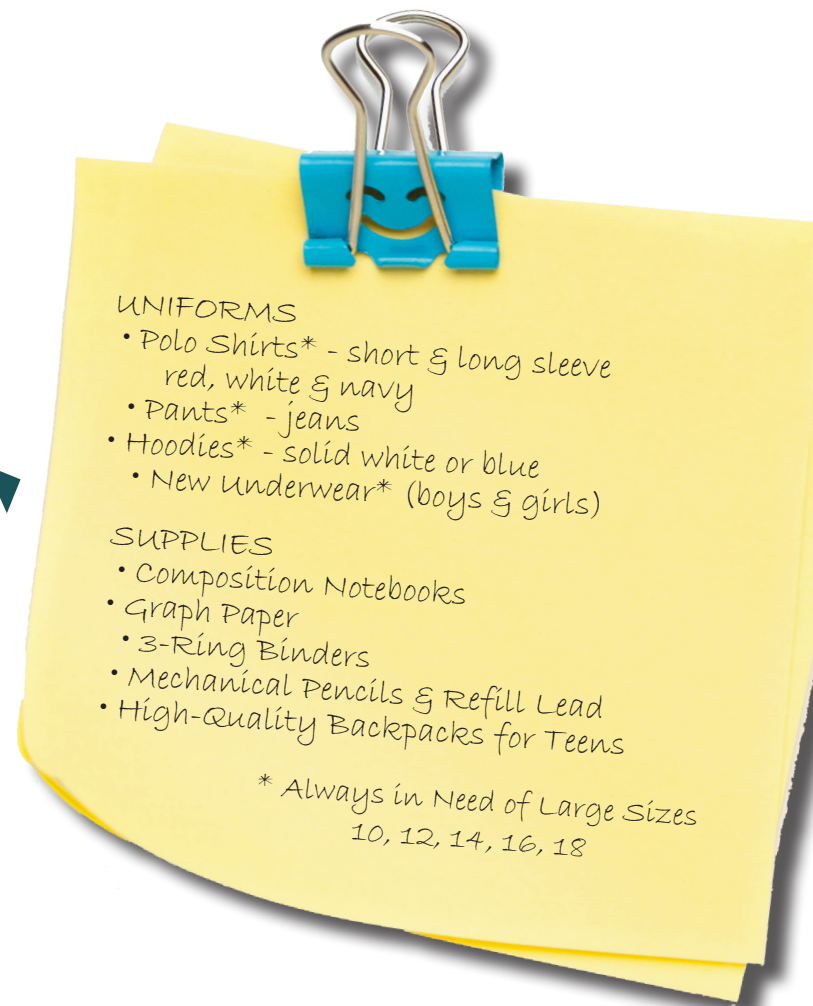 UNIFORMS
• Polo Shirts* - short & long sleeve
red, white & navy
• Pants* - jeans
• Hoodies* - solid white or blue
• New Underwear* (boys & girls)
SUPPLIES
• Composition Notebooks
• Graph Paper
• 3-Ring Binders
• Mechanical Pencils & Refill Lead
• High-Quality Backpacks for Teens
* Always in Need of Large Sizes
10, 12, 14, 16, 18